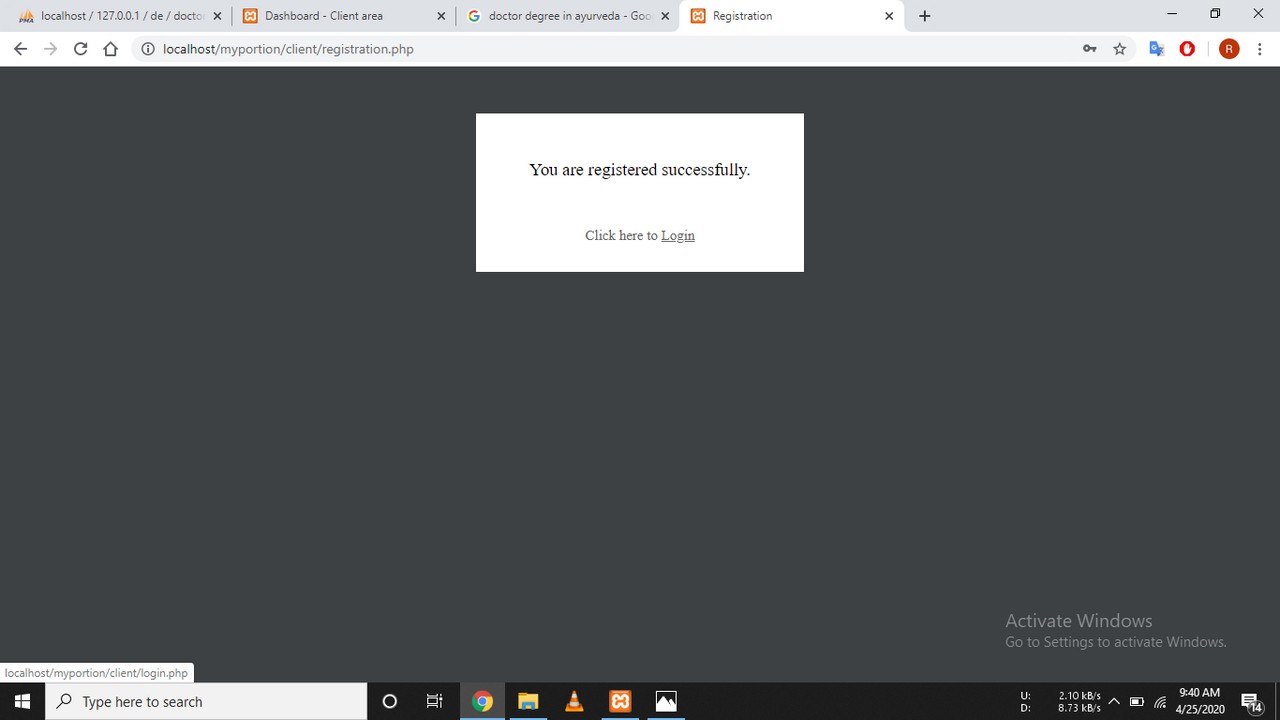 localhost / 127.0.0.1 / de / doctor
Dashboard - Client area
doctor degree in ayurveda - Goo
Registration
localhost/myportion/client/registration.php
R
You are registered successfully.
Click here to Login
Activate Windows
Go to Settings to activate Windows.
localhost/myportion/client/login.php
Type here to search
U: 2.10 kB/s
D: 8.73 kB/s
9:40 AM
4/25/2020
14